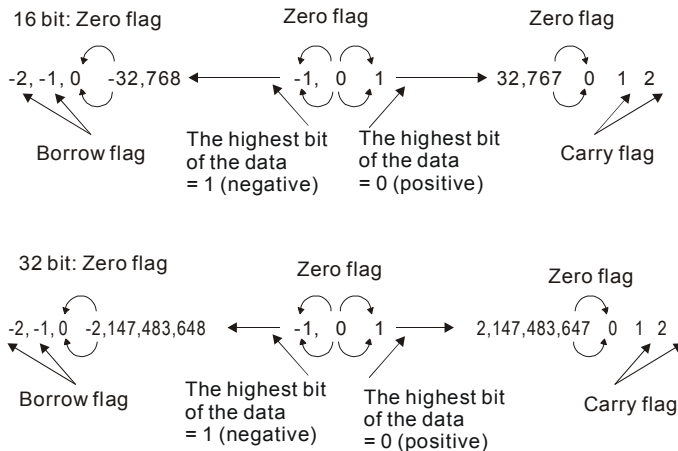 16 bit: Zero flag
Zero flag
Zero flag
-2, -1, 0 -32,768
-1, 0 1
32,767 0 1 2
Borrow flag
The highest bit
of the data
= 1 (negative)
The highest bit
of the data
= 0 (positive)
Carry flag
32 bit: Zero flag
Zero flag
Zero flag
-2, -1, 0 -2,147,483,648
-1, 0 1
2,147,483,647 0 1 2
Borrow flag
The highest bit
of the data
= 1 (negative)
The highest bit
of the data
= 0 (positive)
Carry flag